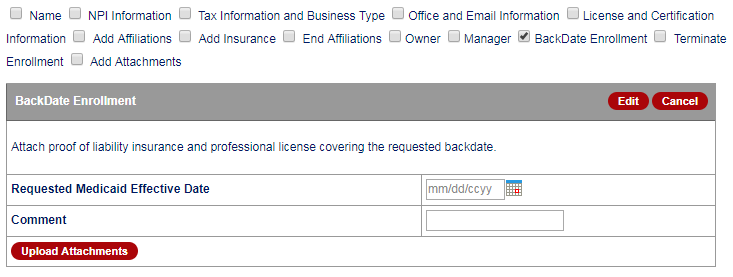 Name NPI Information Tax Information and Business Type Office and Email Information License and Certification
Information Add Affiliations Add Insurance End Affiliations Owner Manager BackDate Enrollment Terminate
Enrollment Add Attachments
BackDate Enrollment Edit Cancel
Attach proof of liability insurance and professional license covering the requested backdate.
Requested Medicaid Effective Date mm/dd/ccyy
Comment
Upload Attachments